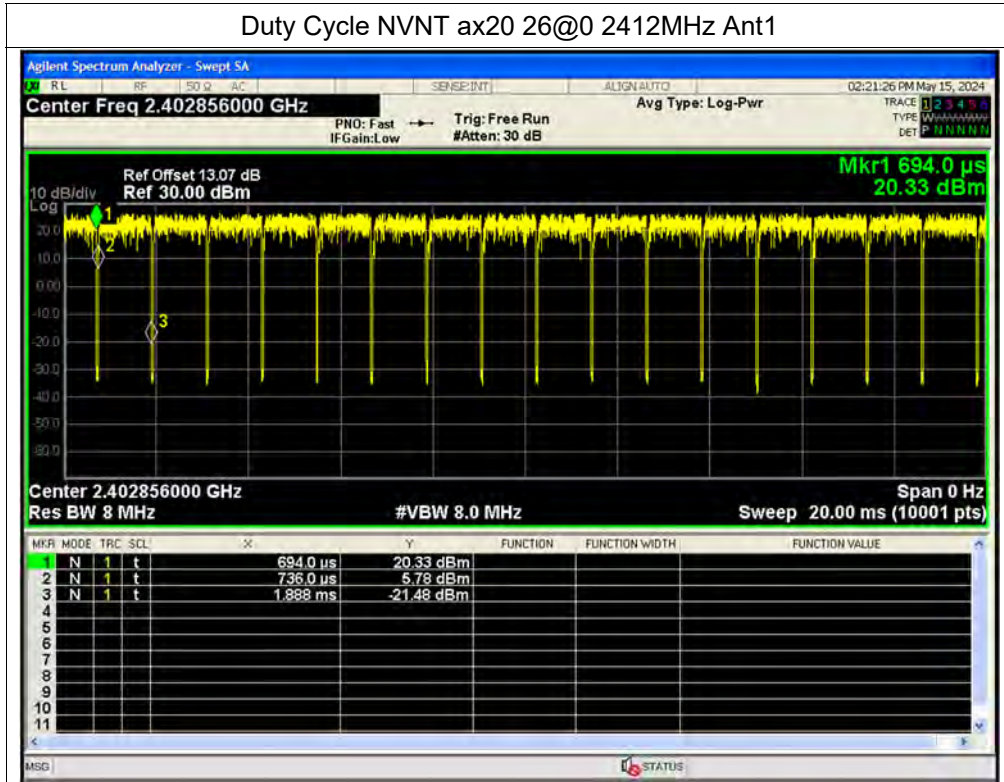 Duty Cycle NVNT ax20 26@0 2412MHz Ant1
Agilent Spectrum Analyzer - Swept SA
RL RF 50 Ω AC SENSE:INT ALIGN AUTO 02:21:26 PM May 15, 2024
Center Freq 2.402856000 GHz Avg Type: Log-Pwr TRACE 1 2 3 4 5 6
PNO: Fast Trig: Free Run TYPE W
IFGain:Low #Atten: 30 dB DET P N N N N N
Mkr1 694.0 µs
20.33 dBm
Ref Offset 13.07 dB
10 dB/div Ref 30.00 dBm
Log
1
20.0
2
10.0
0.00
-10.0
3
-20.0
-30.0
-40.0
-50.0
-60.0
Center 2.402856000 GHz Span 0 Hz
Res BW 8 MHz #VBW 8.0 MHz Sweep 20.00 ms (10001 pts)
MKR MODE TRC SCL X Y FUNCTION FUNCTION WIDTH FUNCTION VALUE
1 N 1 t 694.0 µs 20.33 dBm
2 N 1 t 736.0 µs 5.78 dBm
3 N 1 t 1.888 ms -21.48 dBm
4
5
6
7
8
9
10
11
MSG STATUS